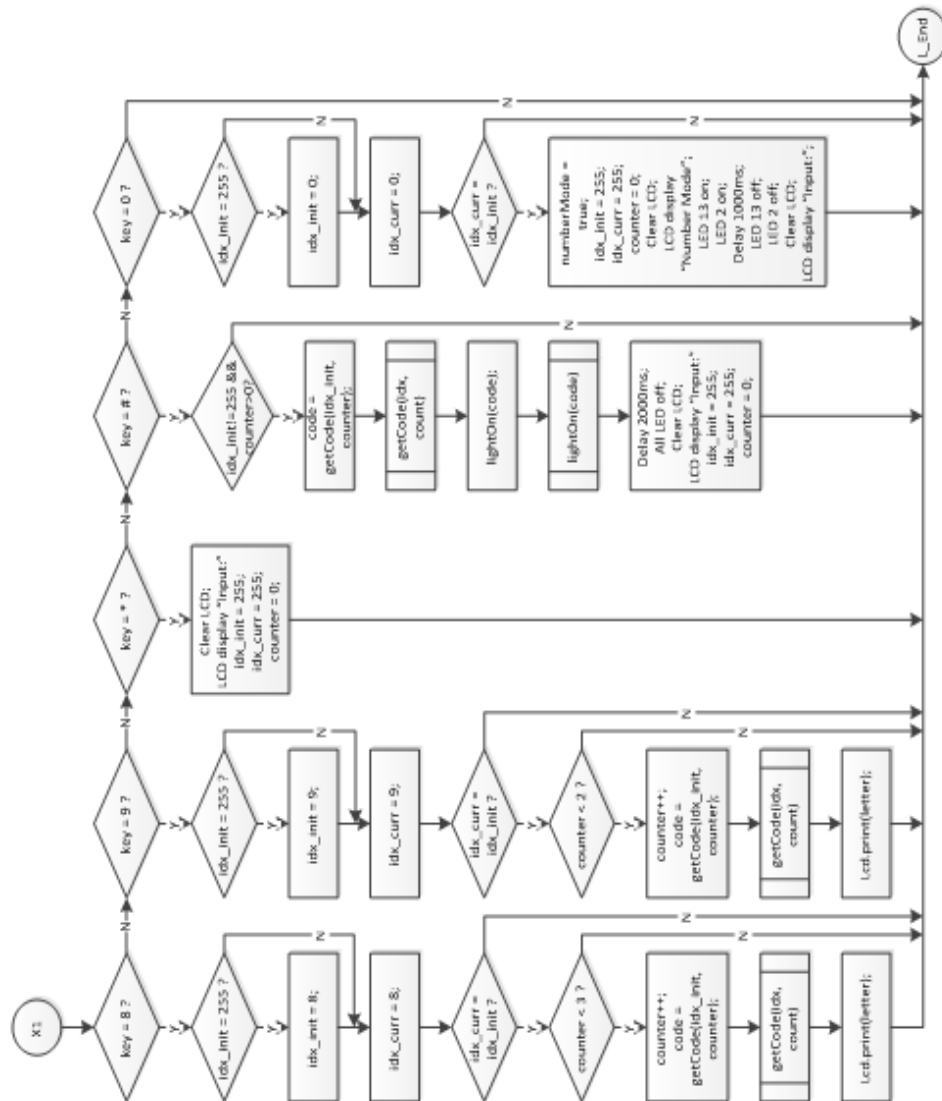 X1
key = 8 ?
N
y
idx_init = 255 ?
N
y
idx_init = 8;
idx_curr = 8;
idx_curr =
idx_init ?
N
y
counter < 3 ?
N
y
counter++;
code =
getCode(idx_init,
counter);
getCode(idx,
count)
Lcd.print(letter);
key = 9 ?
N
y
idx_init = 255 ?
N
y
idx_init = 9;
idx_curr = 9;
idx_curr =
idx_init ?
N
y
counter < 2 ?
N
y
counter++;
code =
getCode(idx_init,
counter);
getCode(idx,
count)
Lcd.print(letter);
key = * ?
N
y
Clear LCD;
LCD display "Input:"
idx_init = 255;
idx_curr = 255;
counter = 0;
key = # ?
N
y
idx_init!=255 &&
counter>0?
N
y
code =
getCode(idx_init,
counter);
getCode(idx,
count)
lightOn(code);
lightOn(code)
Delay 2000ms;
All LED off;
Clear LCD;
LCD display "Input:"
idx_init = 255;
idx_curr = 255;
counter = 0;
key = 0 ?
N
y
idx_init = 255 ?
N
y
idx_init = 0;
idx_curr = 0;
idx_curr =
idx_init ?
N
y
numberMode =
true;
idx_init = 255;
idx_curr = 255;
counter = 0;
Clear LCD;
LCD display
"Number Mode";
LED 13 on;
LED 2 on;
Delay 1000ms;
LED 13 off;
LED 2 off;
Clear LCD;
LCD display "Input:";
L_End